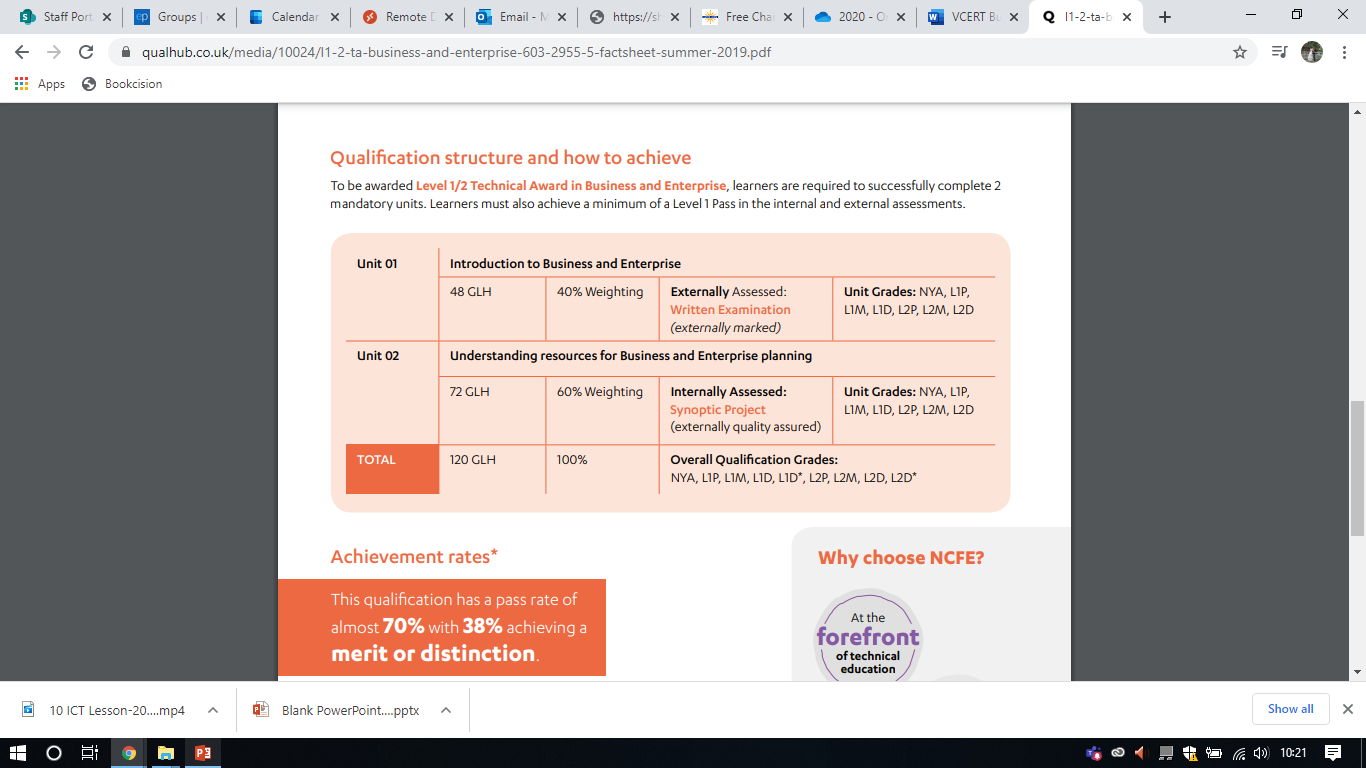 Staff Port
Groups |
Calendar
Remote D
Email - M
https://sh
Free Cha
2020 - O
VCERT Bu
l1-2-ta-b
qualhub.co.uk/media/10024/l1-2-ta-business-and-enterprise-603-2955-5-factsheet-summer-2019.pdf
Apps
Bookcision
Qualification structure and how to achieve
To be awarded Level 1/2 Technical Award in Business and Enterprise, learners are required to successfully complete 2
mandatory units. Learners must also achieve a minimum of a Level 1 Pass in the internal and external assessments.
Unit 01
Introduction to Business and Enterprise
48 GLH
40% Weighting
Externally Assessed:
Written Examination
(externally marked)
Unit Grades: NYA, L1P,
L1M, L1D, L2P, L2M, L2D
Unit 02
Understanding resources for Business and Enterprise planning
72 GLH
60% Weighting
Internally Assessed:
Synoptic Project
(externally quality assured)
Unit Grades: NYA, L1P,
L1M, L1D, L2P, L2M, L2D
TOTAL
120 GLH
100%
Overall Qualification Grades:
NYA, L1P, L1M, L1D, L1D*, L2P, L2M, L2D, L2D*
Achievement rates*
This qualification has a pass rate of
almost 70% with 38% achieving a
merit or distinction.
Why choose NCFE?
At the
forefront
of technical
education
10 ICT Lesson-20....mp4
Blank PowerPoint....pptx
Show all
10:21